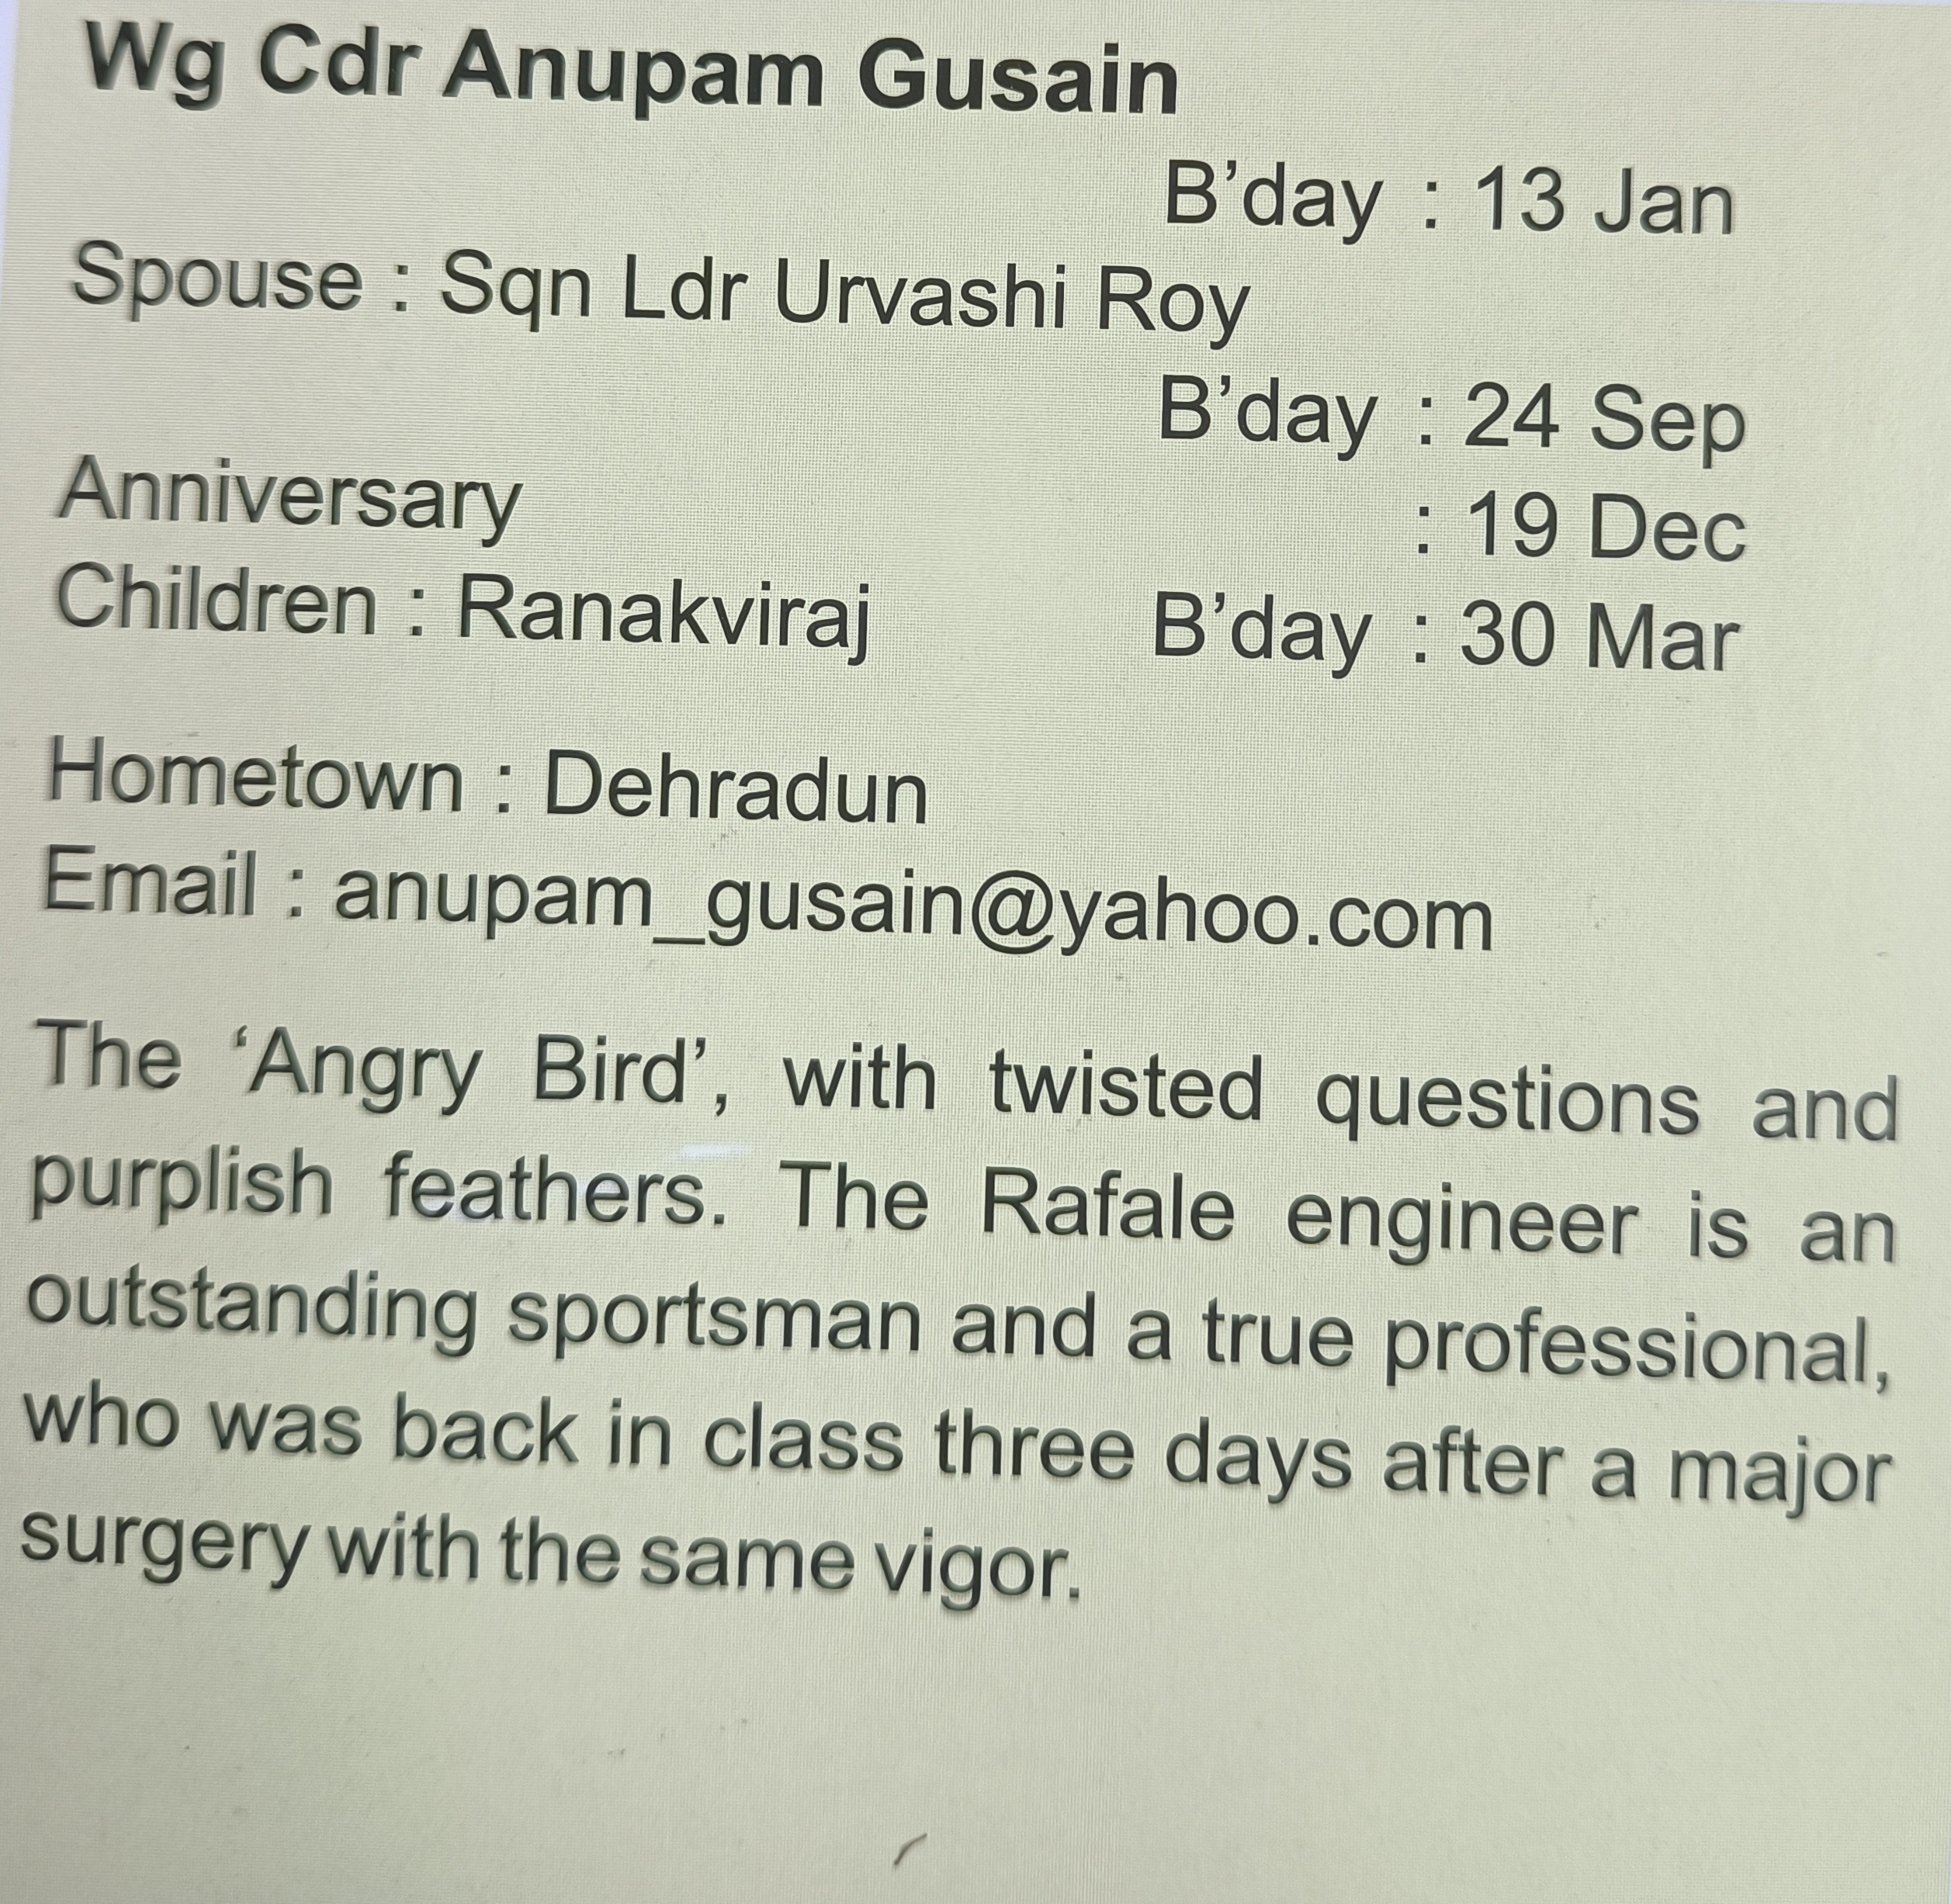 Wg Cdr Anupam Gusain
B’day : 13 Jan
Spouse : Sqn Ldr Urvashi Roy
B’day : 24 Sep
Anniversary : 19 Dec
Children : Ranakviraj B’day : 30 Mar
Hometown : Dehradun
Email : anupam_gusain@yahoo.com
The ‘Angry Bird’, with twisted questions and
purplish feathers. The Rafale engineer is an
outstanding sportsman and a true professional,
who was back in class three days after a major
surgery with the same vigor.